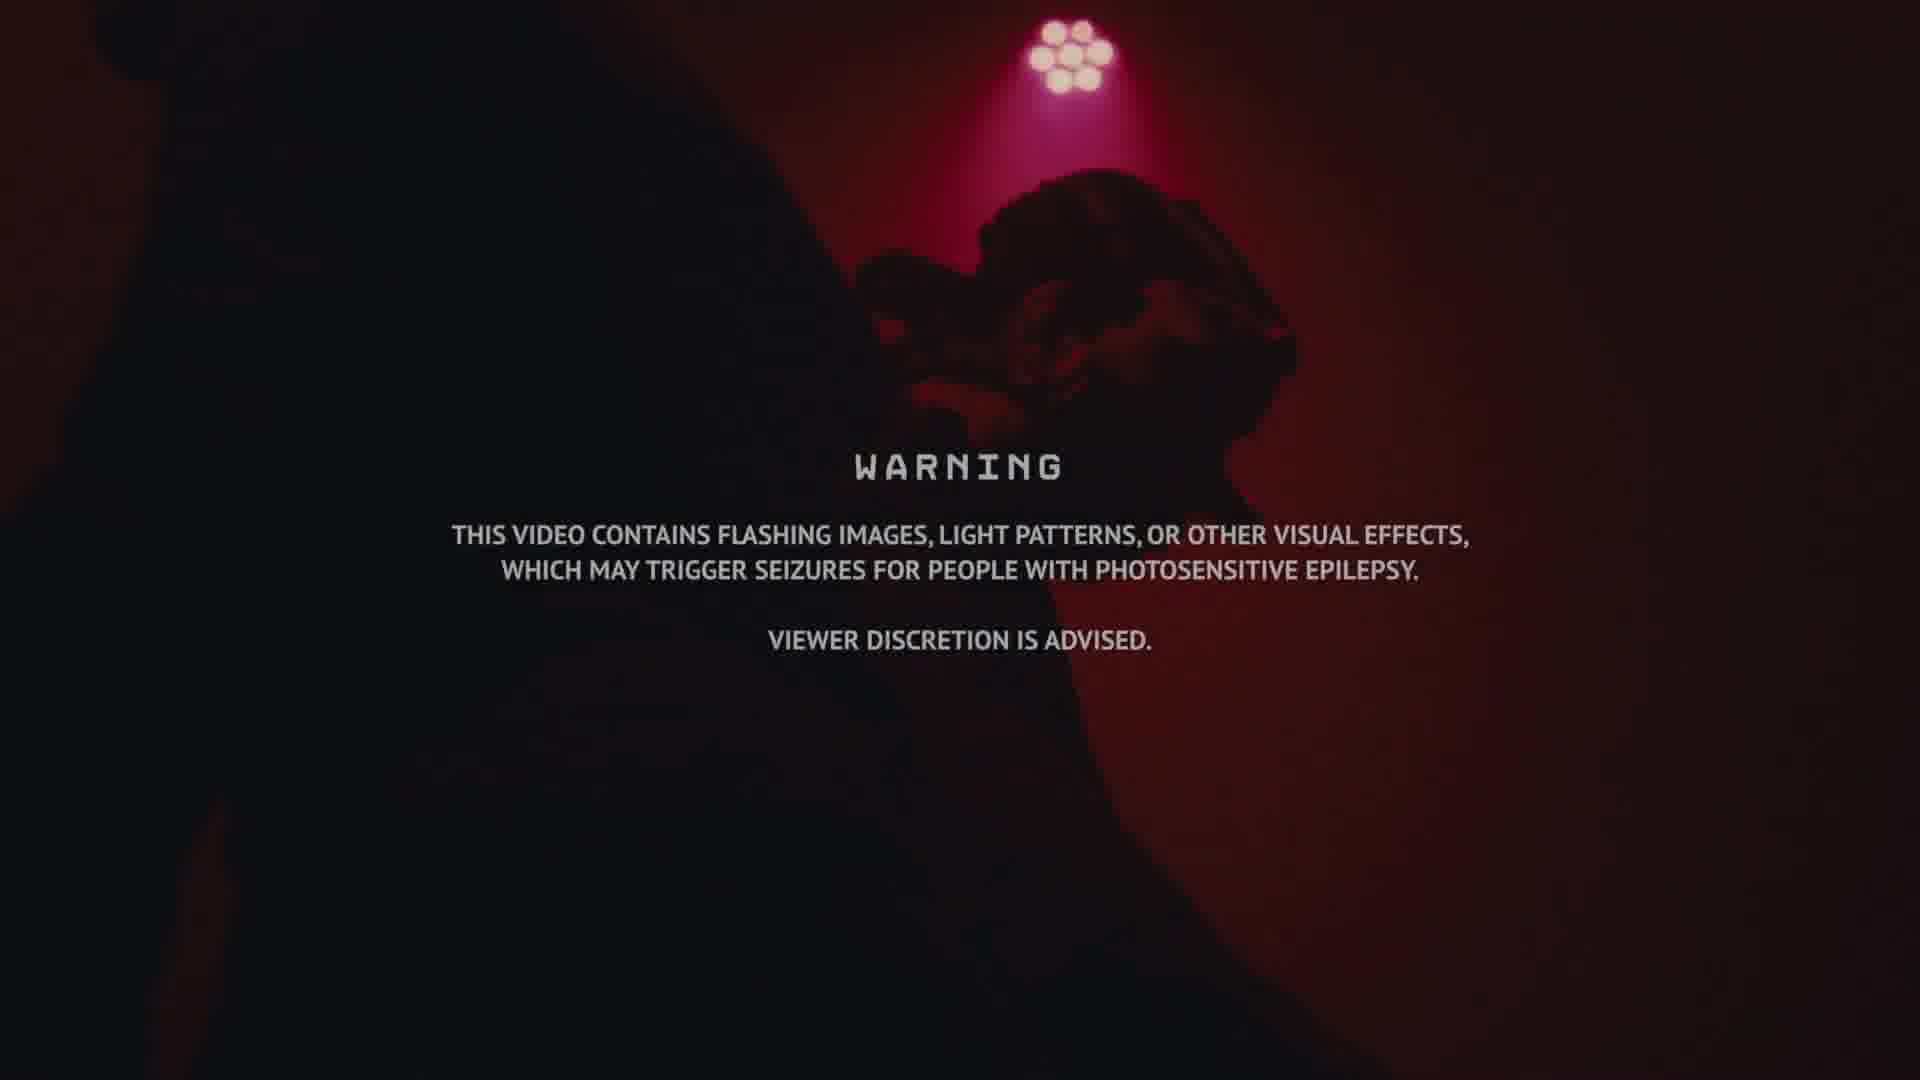 WARNING
THIS VIDEO CONTAINS FLASHING IMAGES, LIGHT PATTERNS, OR OTHER VISUAL EFFECTS,
WHICH MAY TRIGGER SEIZURES FOR PEOPLE WITH PHOTOSENSITIVE EPILEPSY.
VIEWER DISCRETION IS ADVISED.